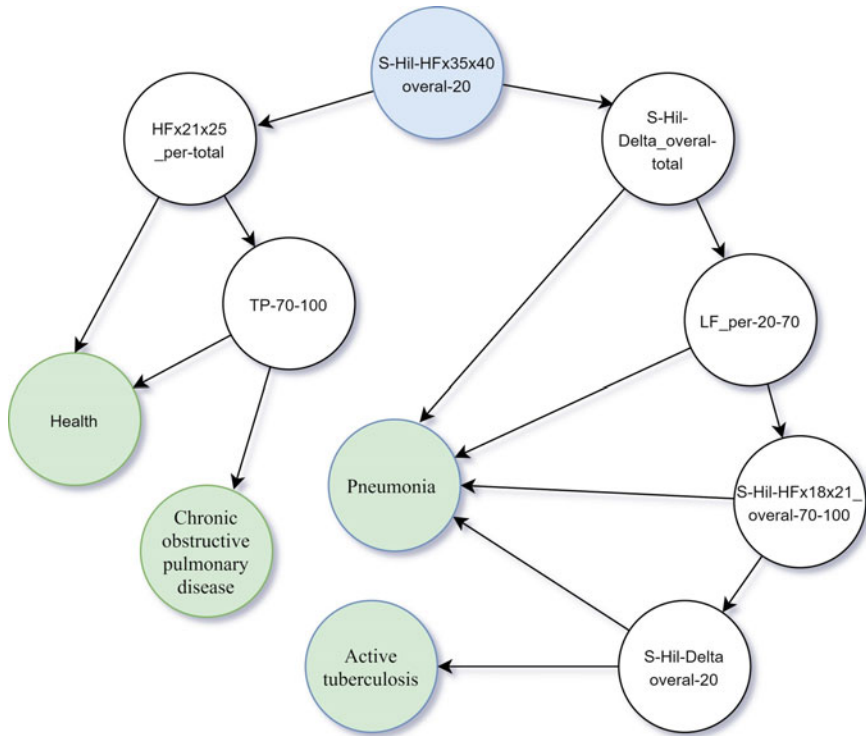 S-Hil-HFx35x40
overal-20
HFx21x25
_per-total
S-Hil-
Delta_overal-
total
TP-70-100
LF_per-20-70
Health
Pneumonia
S-Hil-HFx18x21_
overal-70-100
Chronic
obstructive
pulmonary
disease
Active
tuberculosis
S-Hil-Delta
overal-20